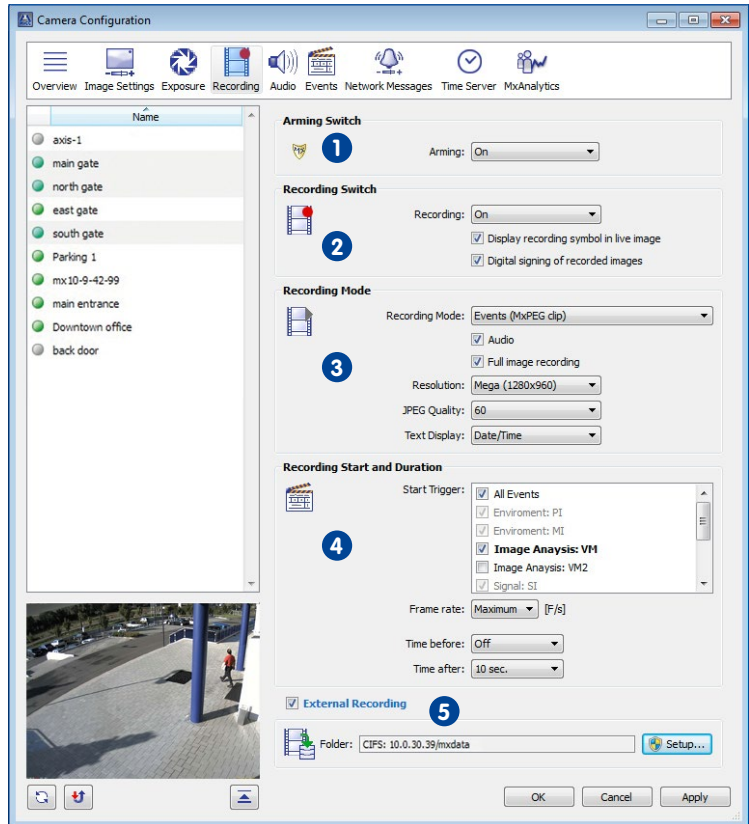 Camera Configuration
Overview Image Settings Exposure Recording Audio Events Network Messages Time Server MxAnalytics
Name
axis-1
main gate
north gate
east gate
south gate
Parking 1
mx10-9-42-99
main entrance
Downtown office
back door
Arming Switch
1
Arming: On
Recording Switch
2
Recording: On
Display recording symbol in live image
Digital signing of recorded images
Recording Mode
3
Recording Mode: Events (MxPEG clip)
Audio
Full image recording
Resolution: Mega (1280x960)
JPEG Quality: 60
Text Display: Date/Time
Recording Start and Duration
4
Start Trigger: All Events
Enviroment: PI
Enviroment: MI
Image Anaysis: VM
Image Anaysis: VM2
Signal: SI
Frame rate: Maximum [F/s]
Time before: Off
Time after: 10 sec.
External Recording
5
Folder: CIFS: 10.0.30.39/mxdata Setup...
OK Cancel Apply